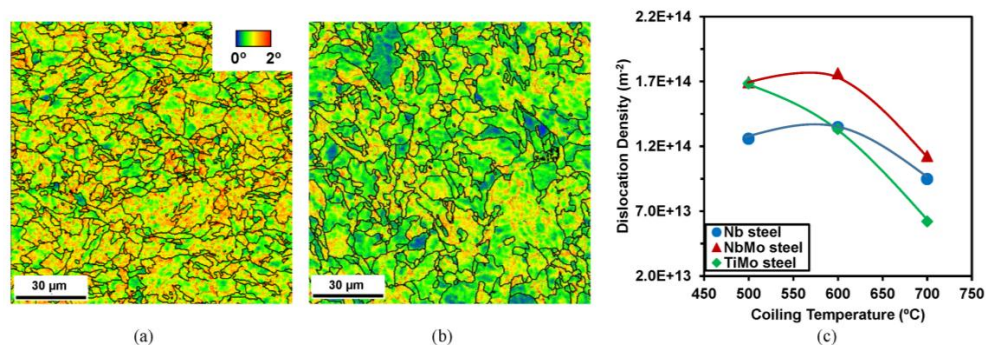 0º 2º
30 µm
(a)
30 µm
(b)
Dislocation Density (m⁻²)
2.2E+14
1.7E+14
1.2E+14
7.0E+13
2.0E+13
Nb steel
NbMo steel
TiMo steel
450 500 550 600 650 700 750
Coiling Temperature (ºC)
(c)